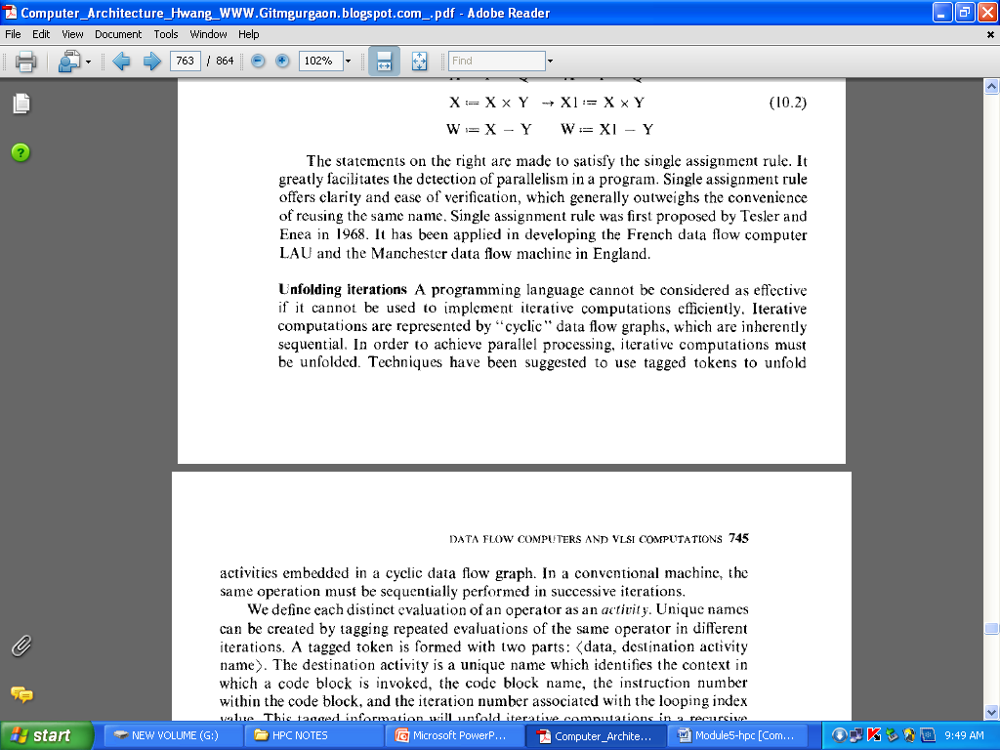 Computer_Architecture_Hwang_WWW.Gitmgurgaon.blogspot.com_.pdf - Adobe Reader
File Edit View Document Tools Window Help
763 / 864 102% Find
X := X × Y → X1 := X × Y (10.2)
W := X − Y W := X1 − Y
The statements on the right are made to satisfy the single assignment rule. It
greatly facilitates the detection of parallelism in a program. Single assignment rule
offers clarity and ease of verification, which generally outweighs the convenience
of reusing the same name. Single assignment rule was first proposed by Tesler and
Enea in 1968. It has been applied in developing the French data flow computer
LAU and the Manchester data flow machine in England.
Unfolding iterations A programming language cannot be considered as effective
if it cannot be used to implement iterative computations efficiently. Iterative
computations are represented by “cyclic” data flow graphs, which are inherently
sequential. In order to achieve parallel processing, iterative computations must
be unfolded. Techniques have been suggested to use tagged tokens to unfold
DATA FLOW COMPUTERS AND VLSI COMPUTATIONS 745
activities embedded in a cyclic data flow graph. In a conventional machine, the
same operation must be sequentially performed in successive iterations.
We define each distinct evaluation of an operator as an activity. Unique names
can be created by tagging repeated evaluations of the same operator in different
iterations. A tagged token is formed with two parts: ⟨data, destination activity
name⟩. The destination activity is a unique name which identifies the context in
which a code block is invoked, the code block name, the instruction number
within the code block, and the iteration number associated with the looping index
value. This tagged information will unfold iterative computations in a recursive
start NEW VOLUME (G:) HPC NOTES Microsoft PowerP... Computer_Archite... Module5-hpc [Com... 9:49 AM